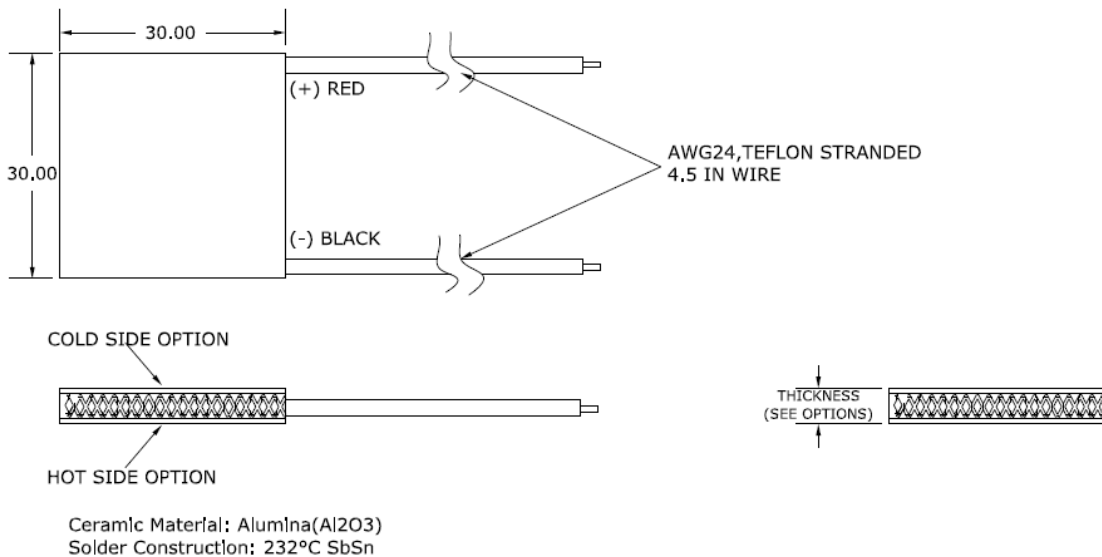 30.00
30.00
(+) RED
AWG24,TEFLON STRANDED
4.5 IN WIRE
(-) BLACK
COLD SIDE OPTION
THICKNESS
(SEE OPTIONS)
HOT SIDE OPTION
Ceramic Material: Alumina(Al2O3)
Solder Construction: 232°C SbSn